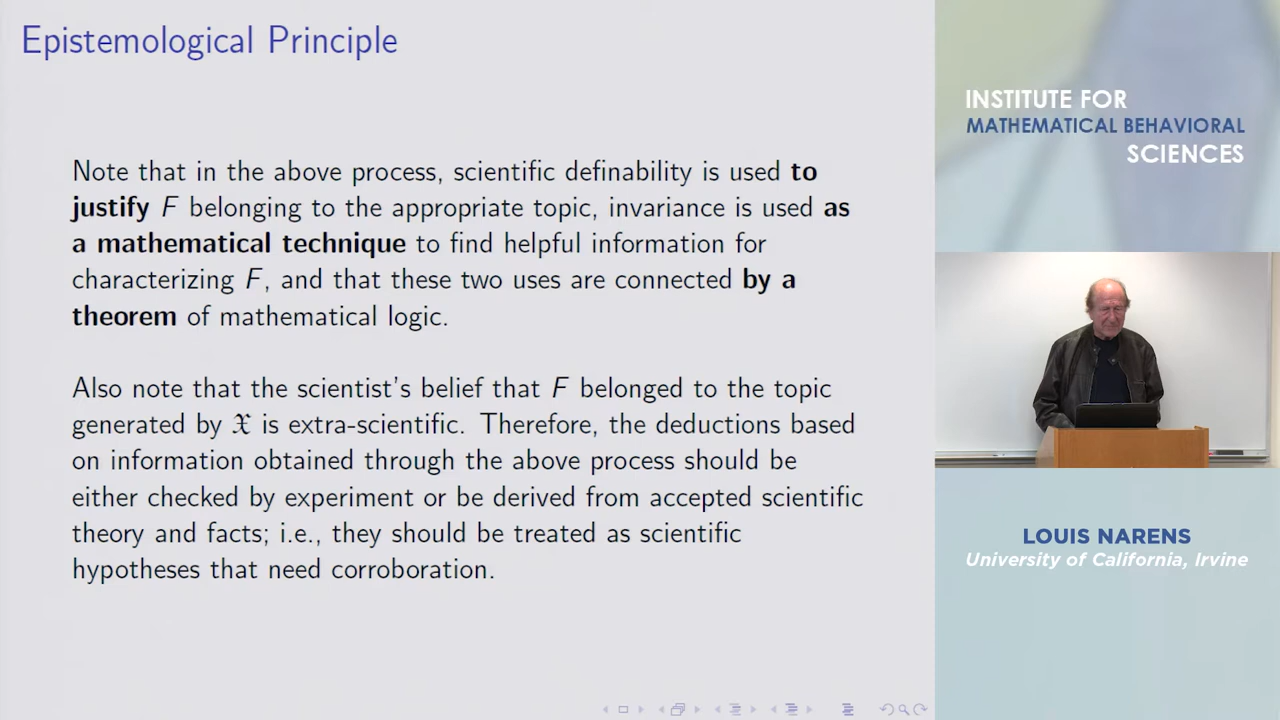 Epistemological Principle
Note that in the above process, scientific definability is used to
justify F belonging to the appropriate topic, invariance is used as
a mathematical technique to find helpful information for
characterizing F, and that these two uses are connected by a
theorem of mathematical logic.
Also note that the scientist's belief that F belonged to the topic
generated by 𝔛 is extra-scientific. Therefore, the deductions based
on information obtained through the above process should be
either checked by experiment or be derived from accepted scientific
theory and facts; i.e., they should be treated as scientific
hypotheses that need corroboration.
INSTITUTE FOR
MATHEMATICAL BEHAVIORAL
SCIENCES
LOUIS NARENS
University of California, Irvine